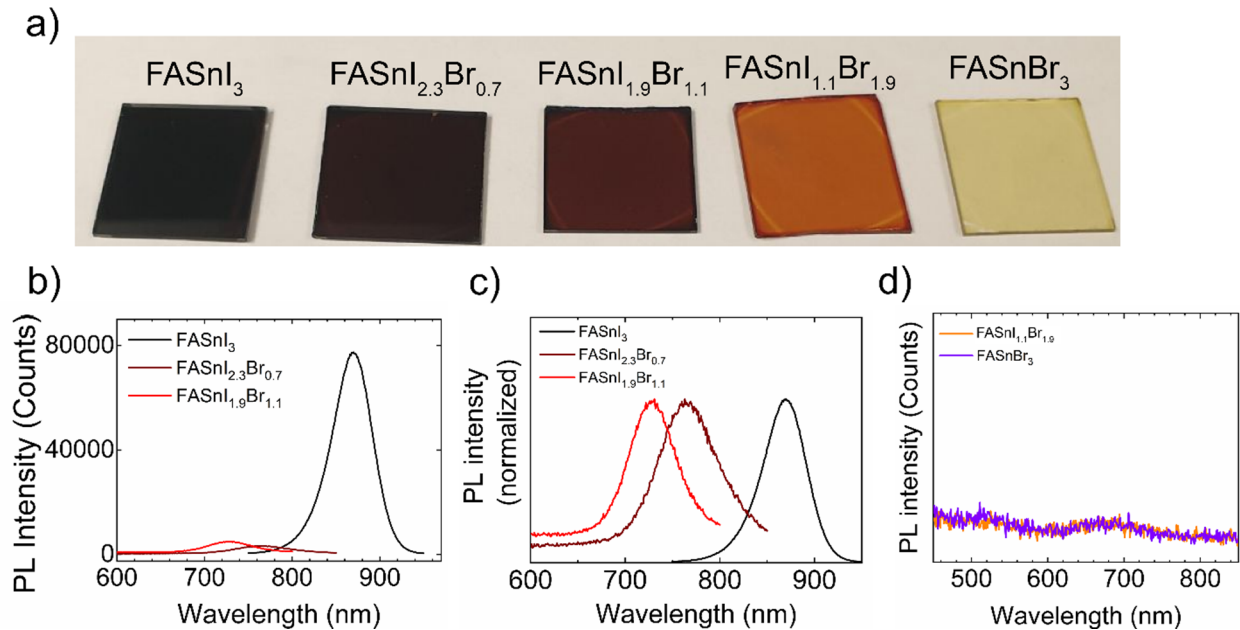 a)
FASnI₃ FASnI₂.₃Br₀.₇ FASnI₁.₉Br₁.₁ FASnI₁.₁Br₁.₉ FASnBr₃
b)
PL Intensity (Counts)
80000
40000
0
FASnI₃
FASnI₂.₃Br₀.₇
FASnI₁.₉Br₁.₁
600 700 800 900
Wavelength (nm)
c)
PL intensity
(normalized)
FASnI₃
FASnI₂.₃Br₀.₇
FASnI₁.₉Br₁.₁
600 700 800 900
Wavelength (nm)
d)
PL intensity (Counts)
FASnI₁.₁Br₁.₉
FASnBr₃
500 600 700 800
Wavelength (nm)